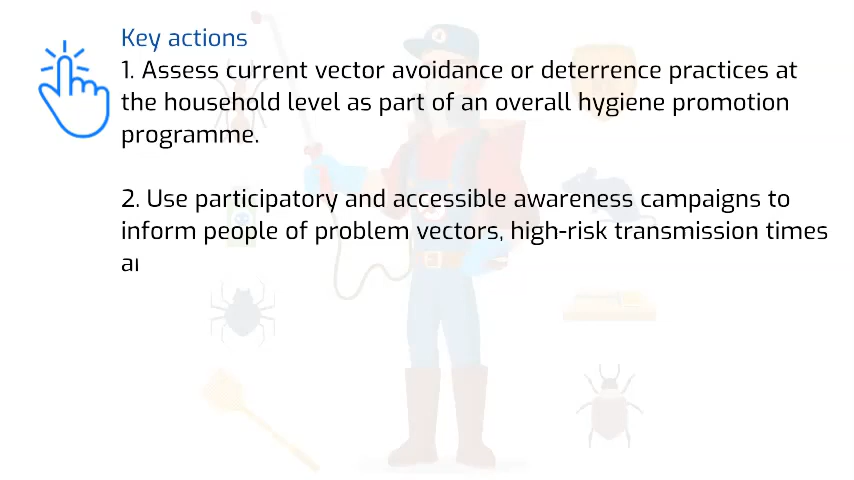 Key actions
1. Assess current vector avoidance or deterrence practices at
the household level as part of an overall hygiene promotion
programme.
2. Use participatory and accessible awareness campaigns to
inform people of problem vectors, high-risk transmission times